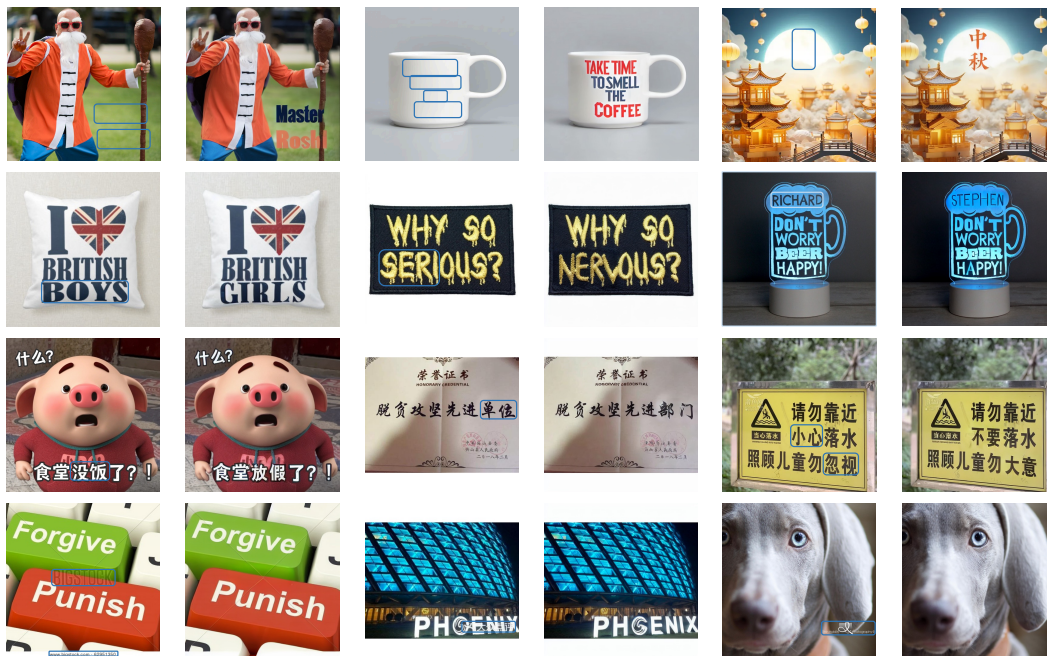 Master
Roshi
TAKE TIME
TO SMELL
THE
COFFEE
中
秋
I
BRITISH
BOYS
I
BRITISH
GIRLS
WHY SO
SERIOUS?
WHY SO
NERVOUS?
RICHARD
DON'T
WORRY
BEER
HAPPY!
STEPHEN
DON'T
WORRY
BEER
HAPPY!
什么?
食堂没饭了?!
什么?
食堂放假了?!
荣誉证书
HONORARY CREDENTIAL
脱贫攻坚先进单位
荣誉证书
HONORARY CREDENTIAL
脱贫攻坚先进部门
请勿靠近
当心落水
小心落水
照顾儿童勿忽视
请勿靠近
当心落水
不要落水
照顾儿童勿大意
Forgive
BIGSTOCK
Punish
Forgive
Punish
PHOENIX
PHOENIX